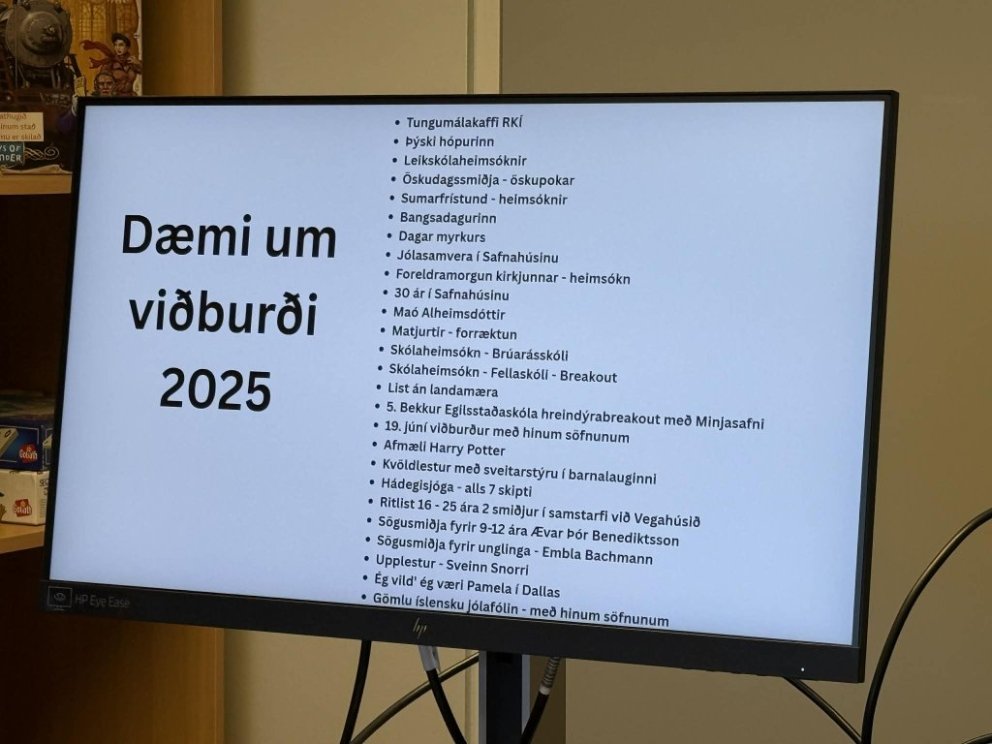 Dæmi um
viðburði
2025
• Tungumálakaffi RKÍ
• Þýski hópurinn
• Leikskólaheimsóknir
• Öskudagssmiðja - öskupokar
• Sumarfrístund - heimsóknir
• Bangsadagurinn
• Dagar myrkurs
• Jólasamvera í Safnahúsinu
• Foreldramorgun kirkjunnar - heimsókn
• 30 ár í Safnahúsinu
• Maó Alheimsdóttir
• Matjurtir - forræktun
• Skólaheimsókn - Brúarásskóli
• Skólaheimsókn - Fellaskóli - Breakout
• List án landamæra
• 5. Bekkur Egilsstaðaskóla hreindýrabreakout með Minjasafni
• 19. júní viðburður með hinum söfnunum
• Afmæli Harry Potter
• Kvöldlestur með sveitarstýru í barnalauginni
• Hádegisjóga - alls 7 skipti
• Ritlist 16 - 25 ára 2 smiðjur í samstarfi við Vegahúsið
• Sögusmiðja fyrir 9-12 ára Ævar Þór Benediktsson
• Sögusmiðja fyrir unglinga - Embla Bachmann
• Upplestur - Sveinn Snorri
• Ég vild' ég væri Pamela í Dallas
• Gömlu íslensku jólafólin - með hinum söfnunum
HP Eye Ease
hp